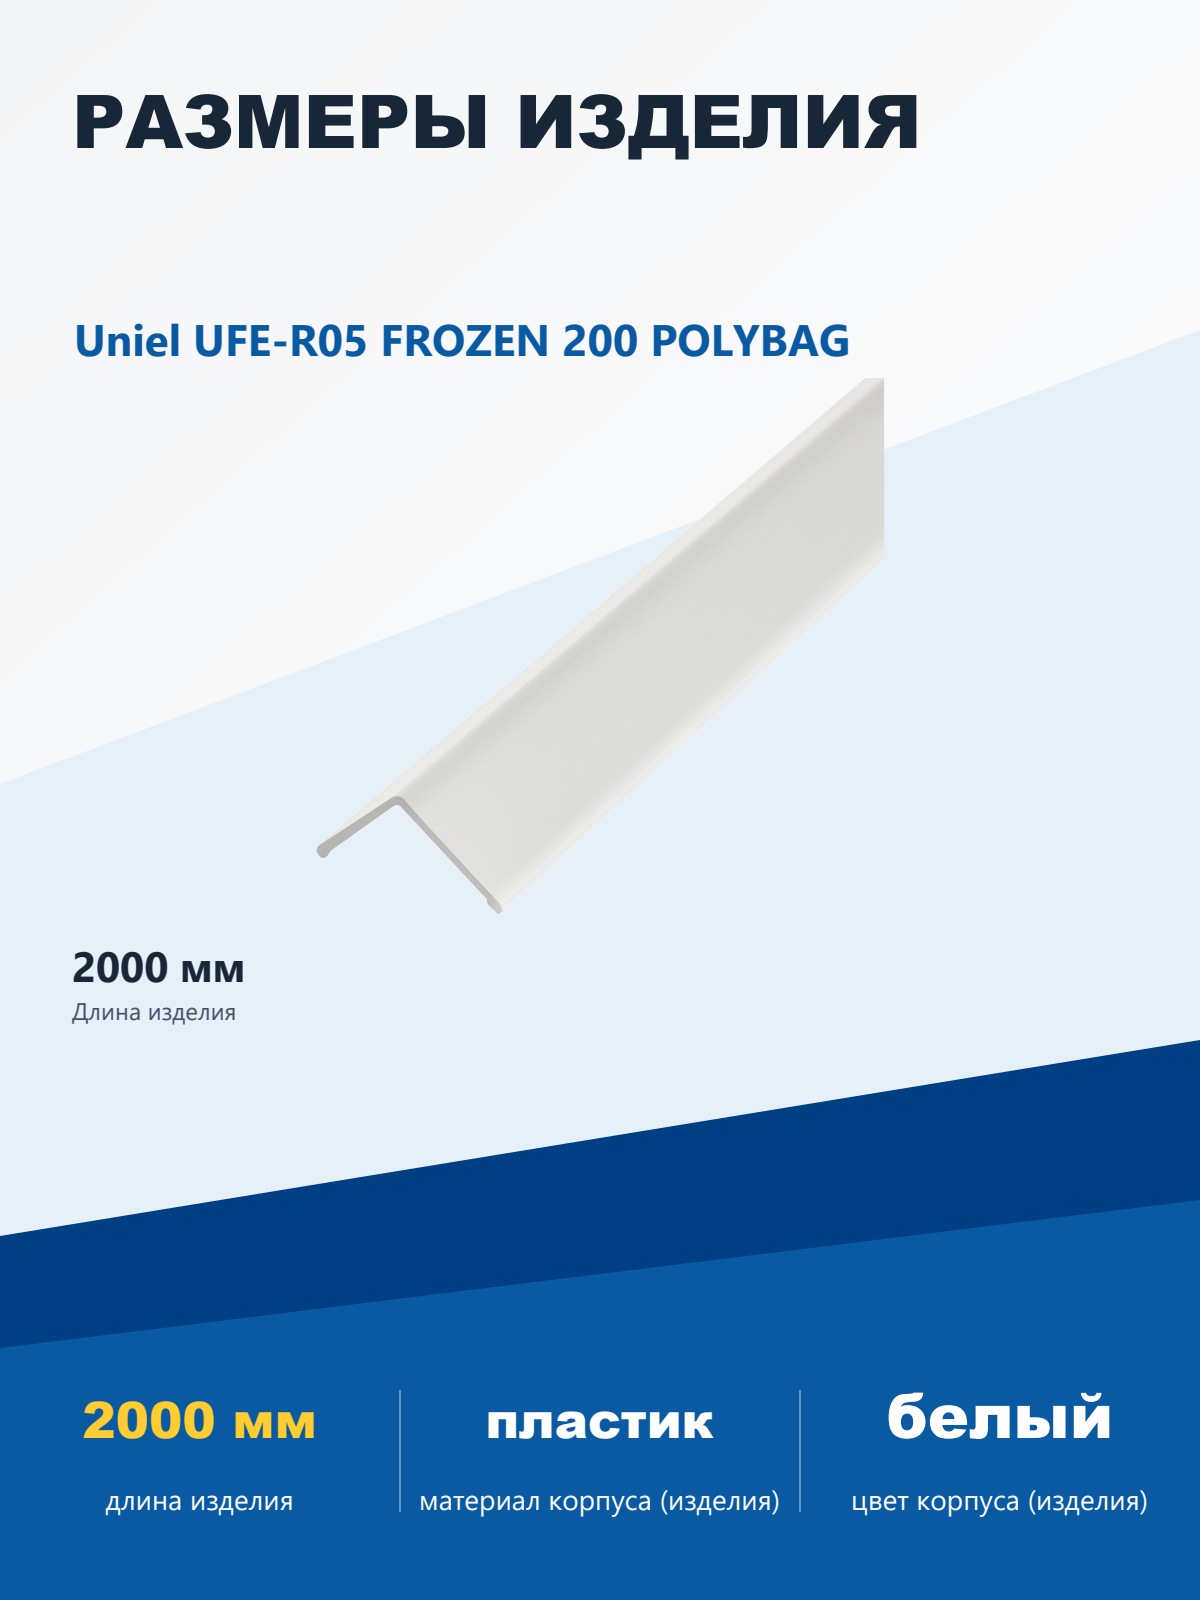 РАЗМЕРЫ ИЗДЕЛИЯ
Uniel UFE-R05 FROZEN 200 POLYBAG
2000 мм
Длина изделия
2000 мм
длина изделия
пластик
материал корпуса (изделия)
белый
цвет корпуса (изделия)